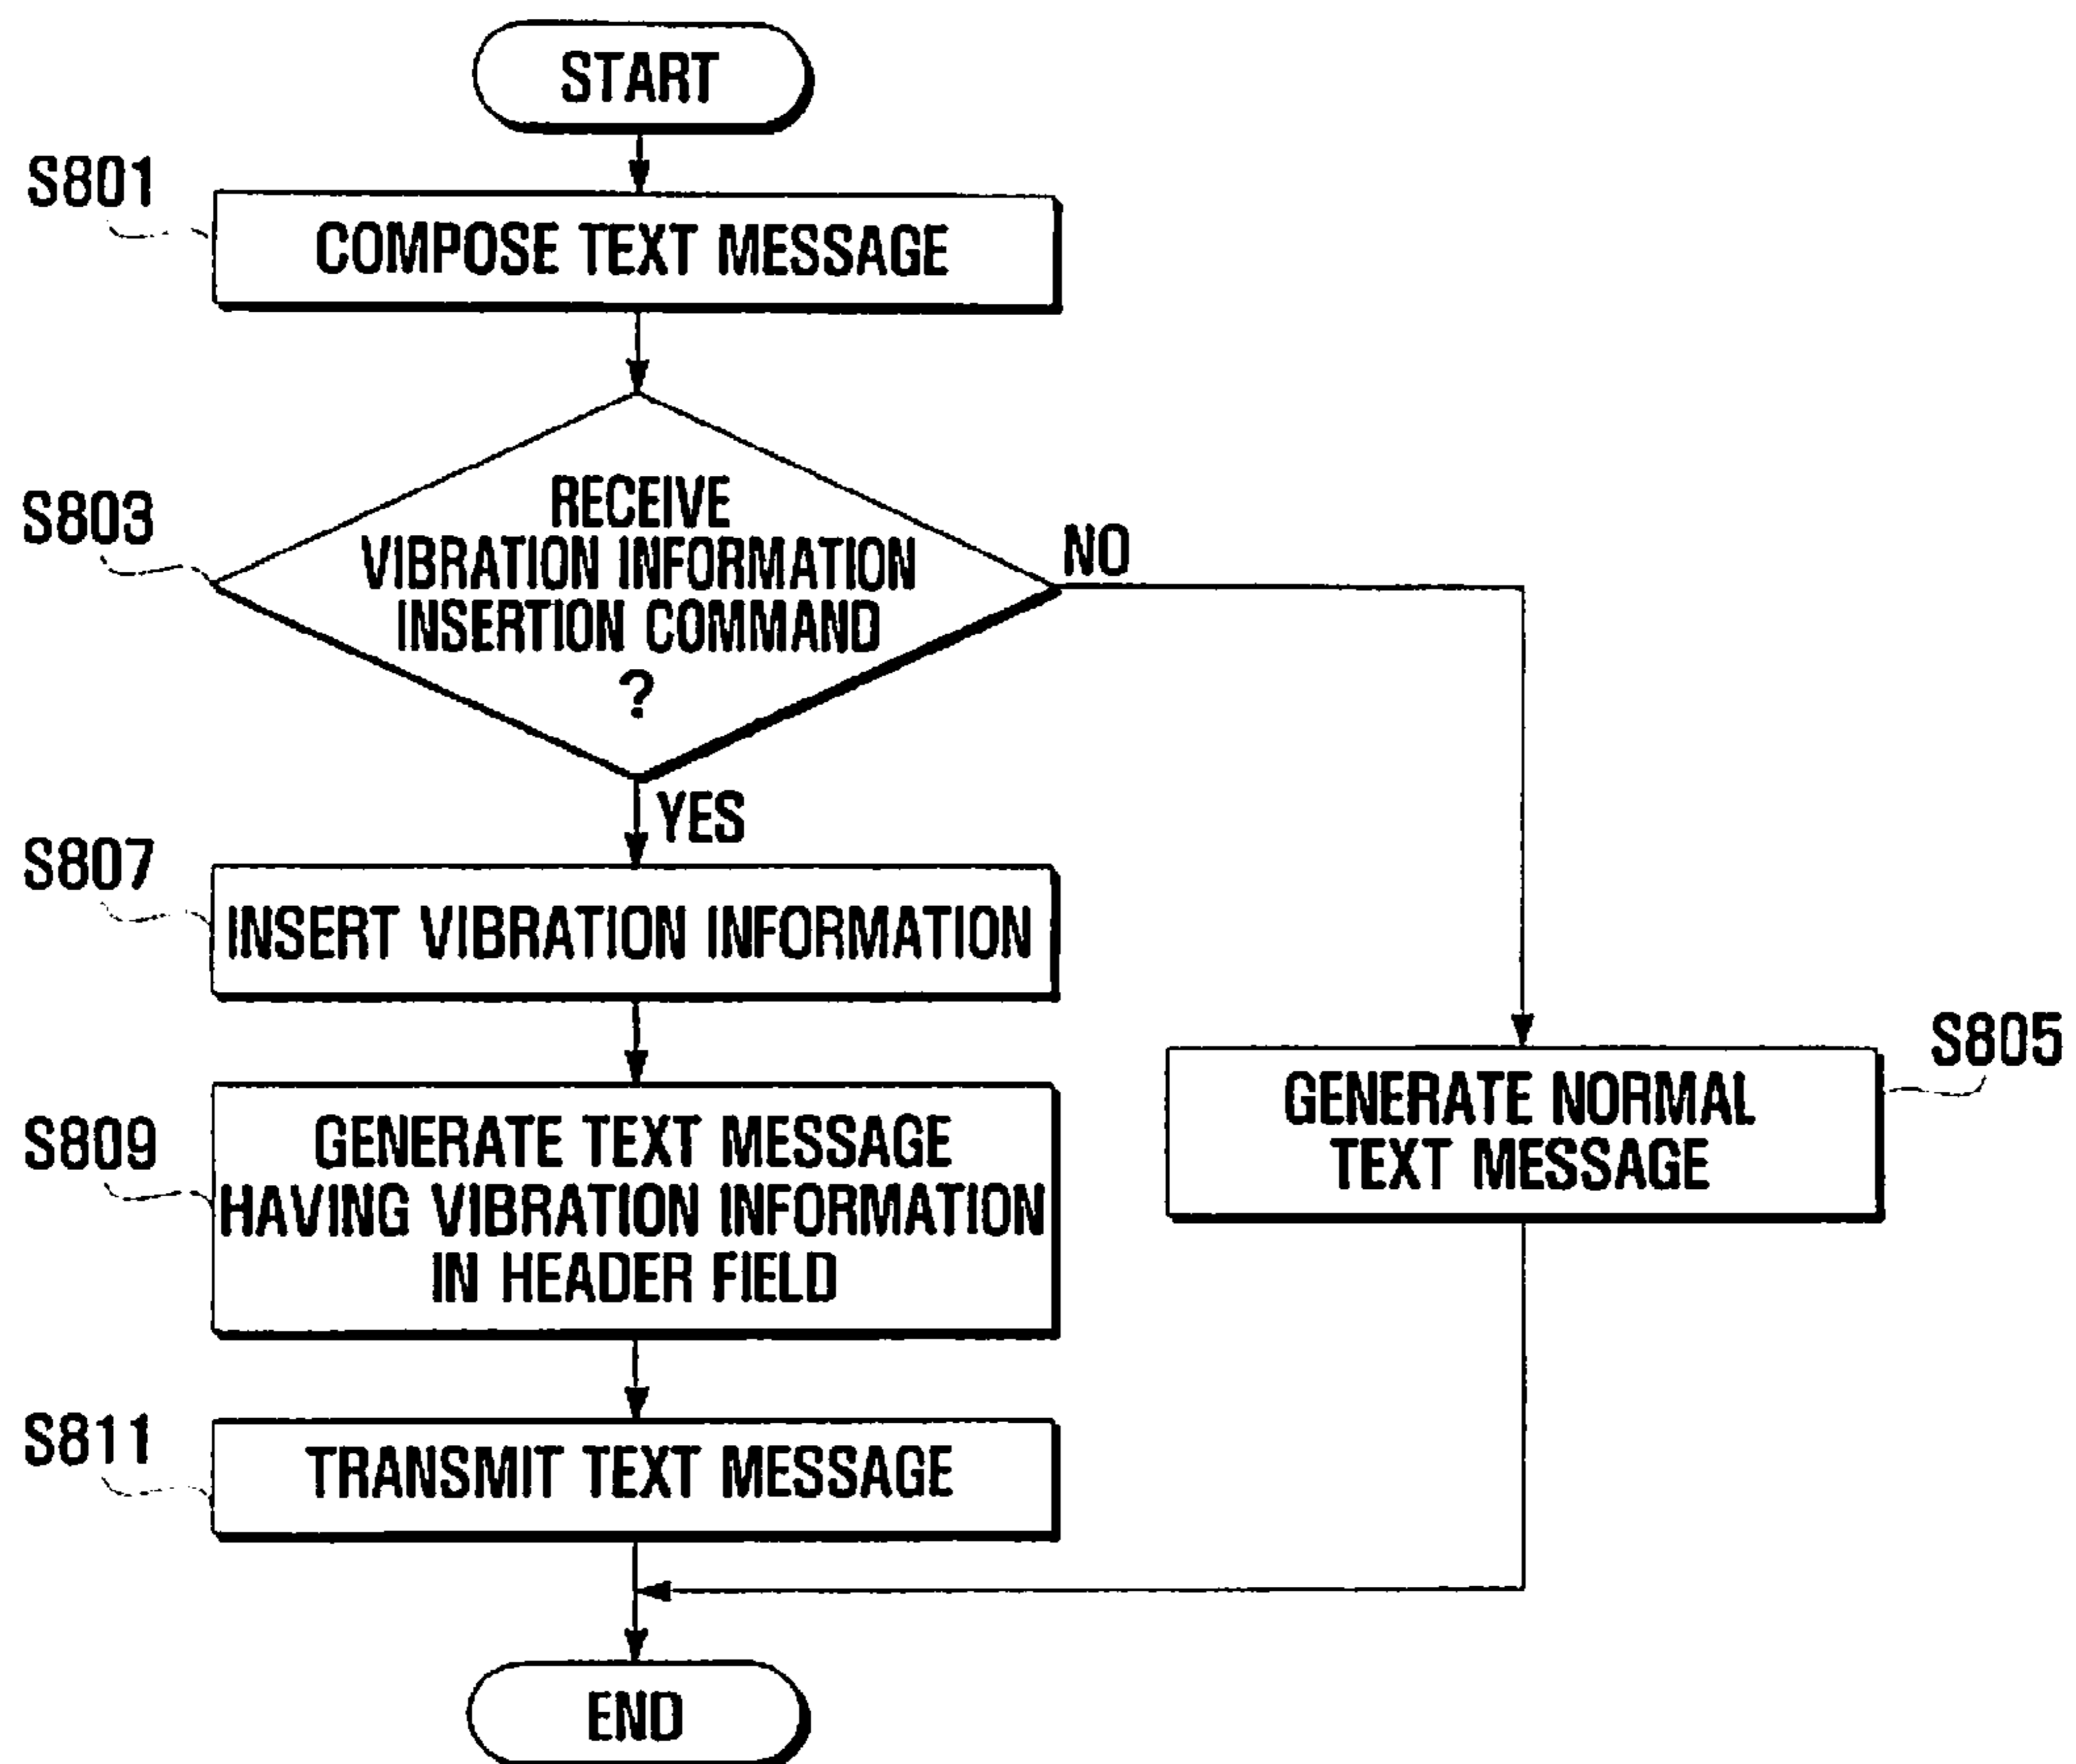 START
S801
COMPOSE TEXT MESSAGE
S803
RECEIVE
VIBRATION INFORMATION
INSERTION COMMAND
?
NO
YES
S807
INSERT VIBRATION INFORMATION
S805
GENERATE NORMAL
TEXT MESSAGE
S809
GENERATE TEXT MESSAGE
HAVING VIBRATION INFORMATION
IN HEADER FIELD
S811
TRANSMIT TEXT MESSAGE
END